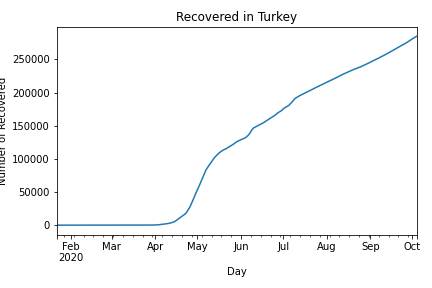 Recovered in Turkey
Number of Recovered
250000
200000
150000
100000
50000
0
Feb Mar Apr May Jun Jul Aug Sep Oct
2020
Day